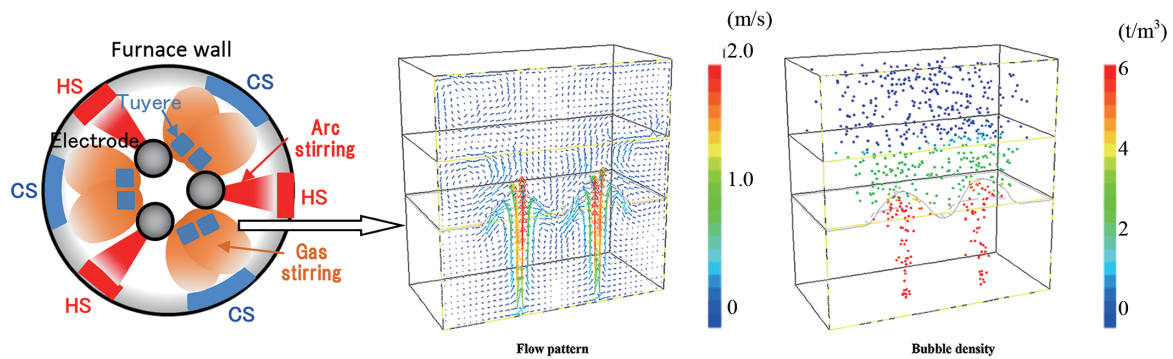 Furnace wall
HS
CS
Tuyere
Electrode
Arc
stirring
CS
HS
Gas
stirring
HS
CS
(m/s)
2.0
1.0
0
Flow pattern
(t/m³)
6
4
2
0
Bubble density